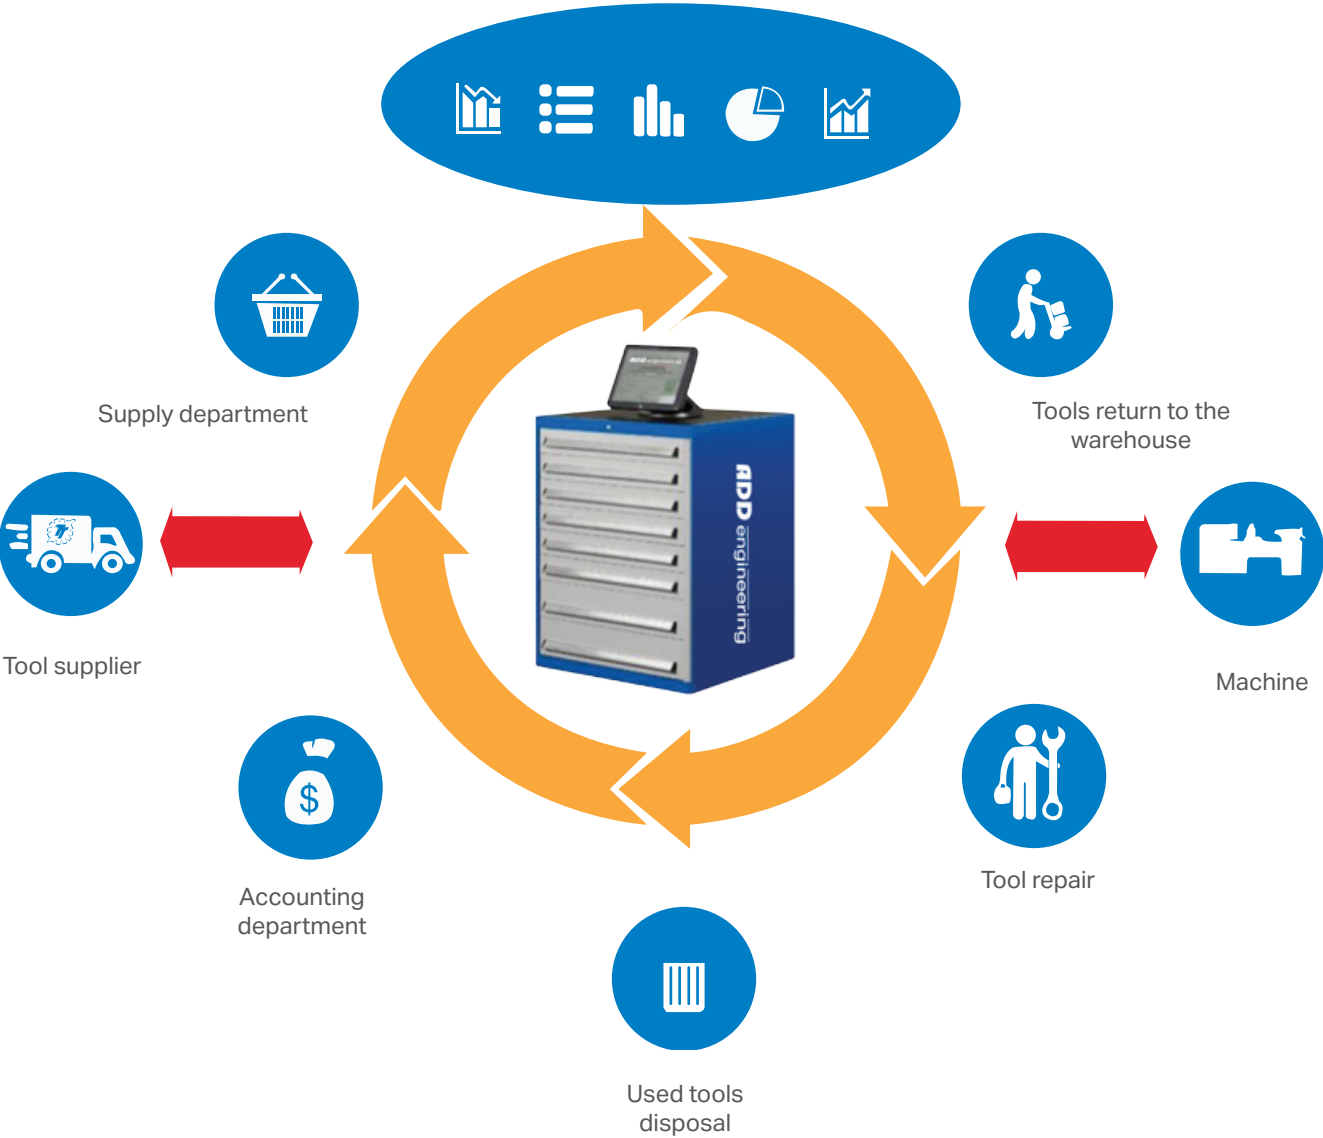 Supply department
Tools return to the
warehouse
ADD engineering
Tool supplier
Machine
$
Accounting
department
Tool repair
Used tools
disposal